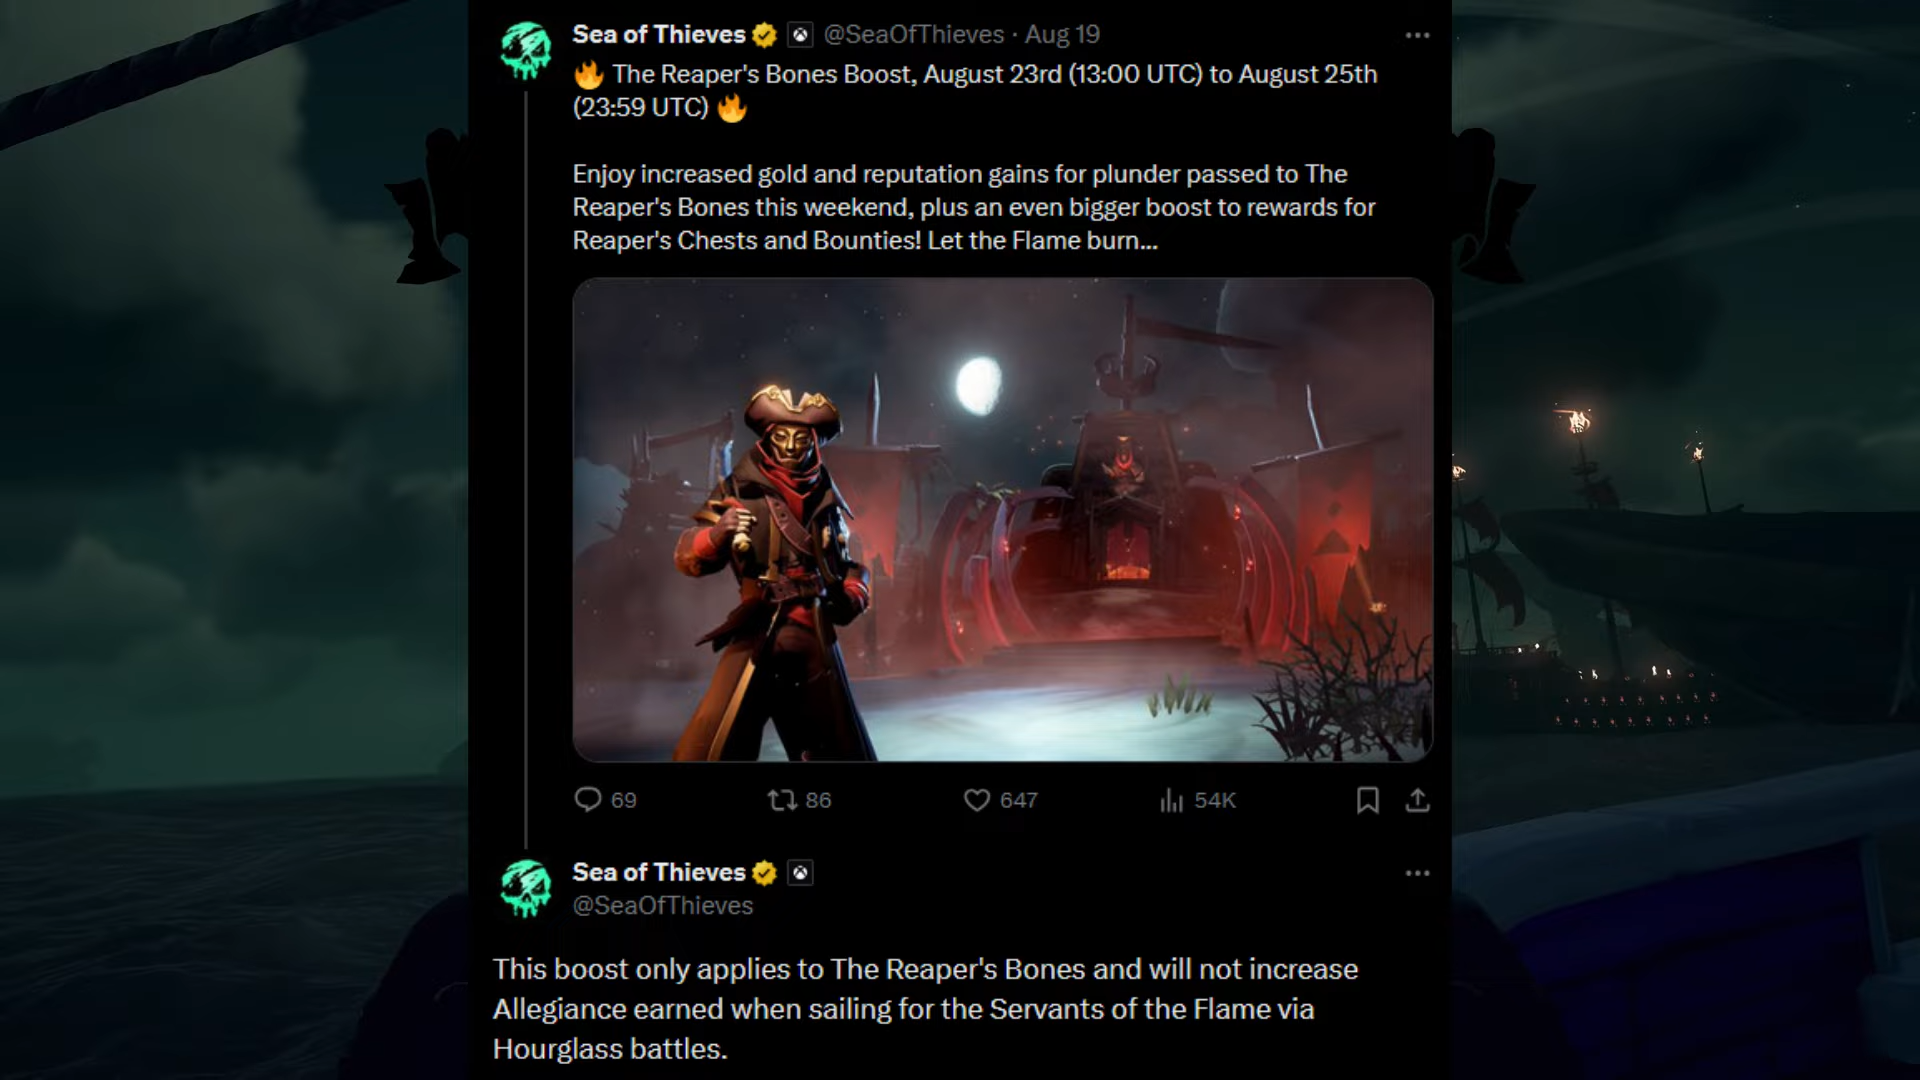 Sea of Thieves @SeaOfThieves · Aug 19
🔥 The Reaper's Bones Boost, August 23rd (13:00 UTC) to August 25th
(23:59 UTC) 🔥
Enjoy increased gold and reputation gains for plunder passed to The
Reaper's Bones this weekend, plus an even bigger boost to rewards for
Reaper's Chests and Bounties! Let the Flame burn...
69 86 647 54K
Sea of Thieves
@SeaOfThieves
This boost only applies to The Reaper's Bones and will not increase
Allegiance earned when sailing for the Servants of the Flame via
Hourglass battles.